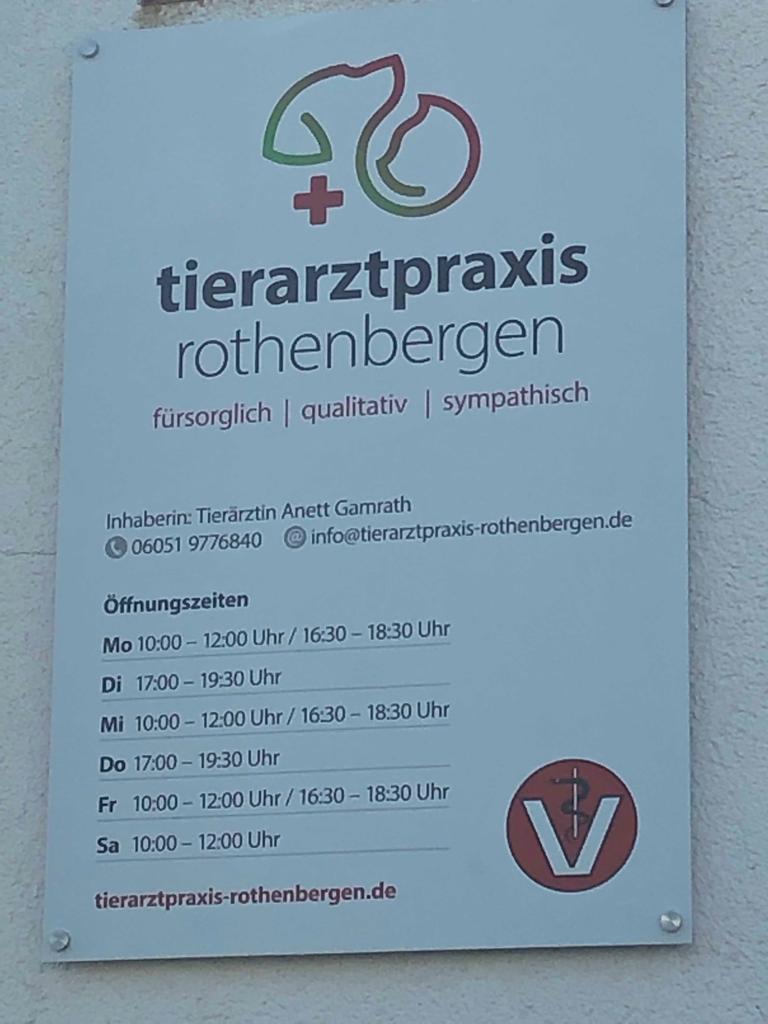 tierarztpraxis
rothenbergen
fürsorglich | qualitativ | sympathisch
Inhaberin: Tierärztin Anett Gamrath
06051 9776840 @ info@tierarztpraxis-rothenbergen.de
Öffnungszeiten
Mo 10:00 – 12:00 Uhr / 16:30 – 18:30 Uhr
Di 17:00 – 19:30 Uhr
Mi 10:00 – 12:00 Uhr / 16:30 – 18:30 Uhr
Do 17:00 – 19:30 Uhr
Fr 10:00 – 12:00 Uhr / 16:30 – 18:30 Uhr
Sa 10:00 – 12:00 Uhr
V
tierarztpraxis-rothenbergen.de